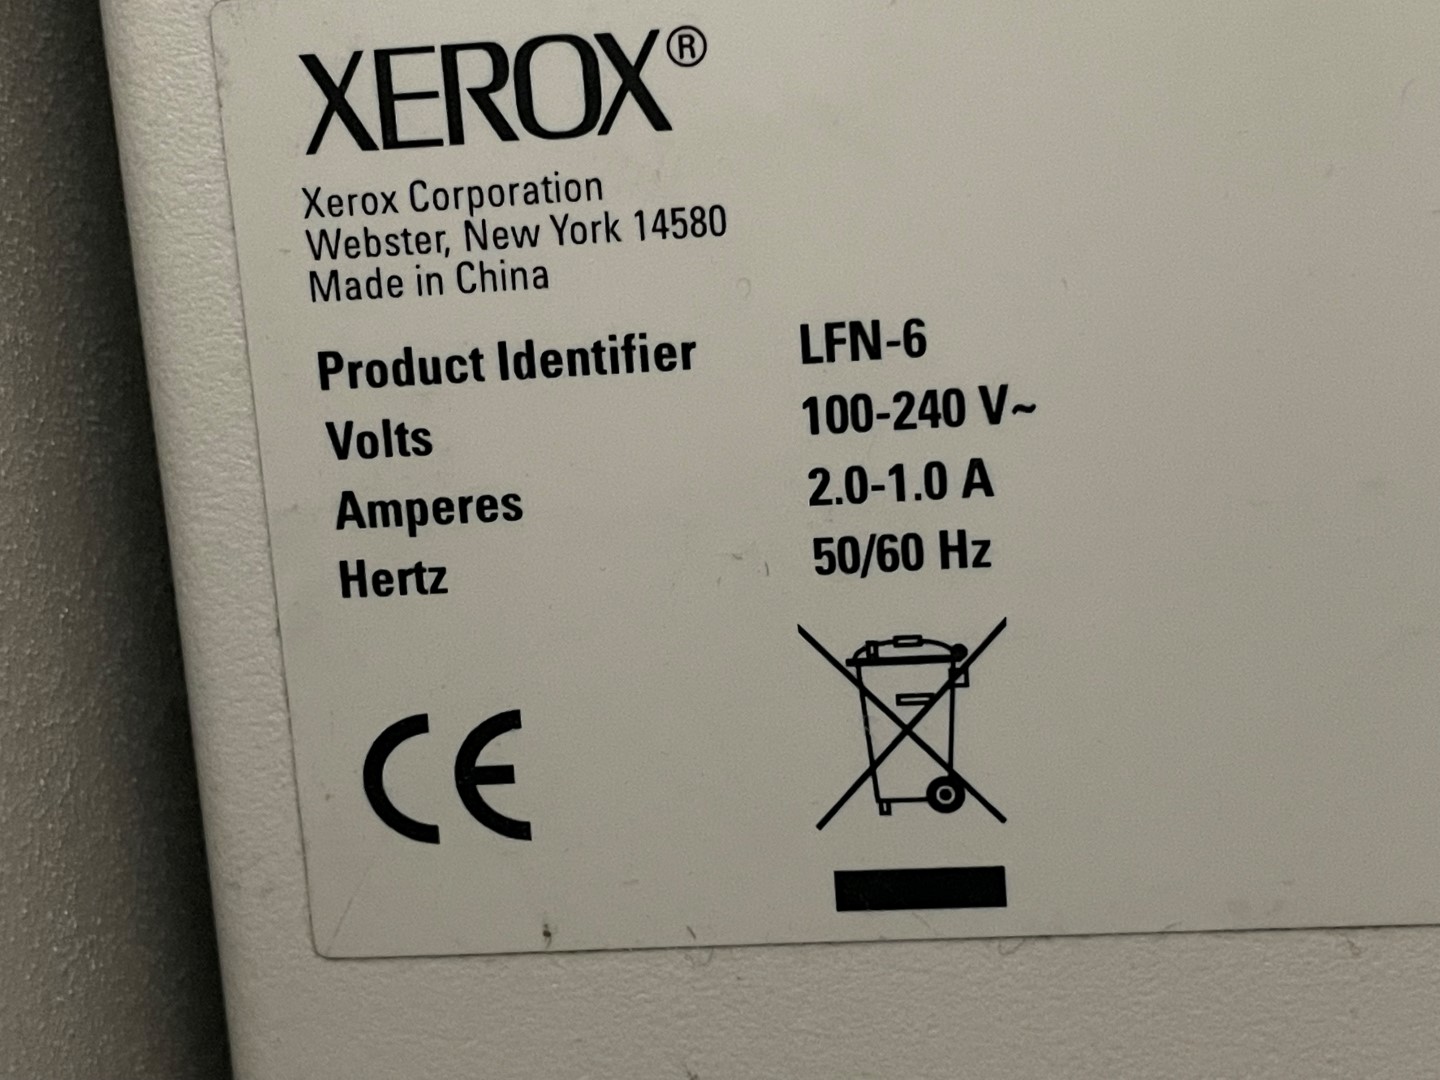 XEROX®
Xerox Corporation
Webster, New York 14580
Made in China
Product Identifier LFN-6
Volts 100-240 V~
Amperes 2.0-1.0 A
Hertz 50/60 Hz
CE